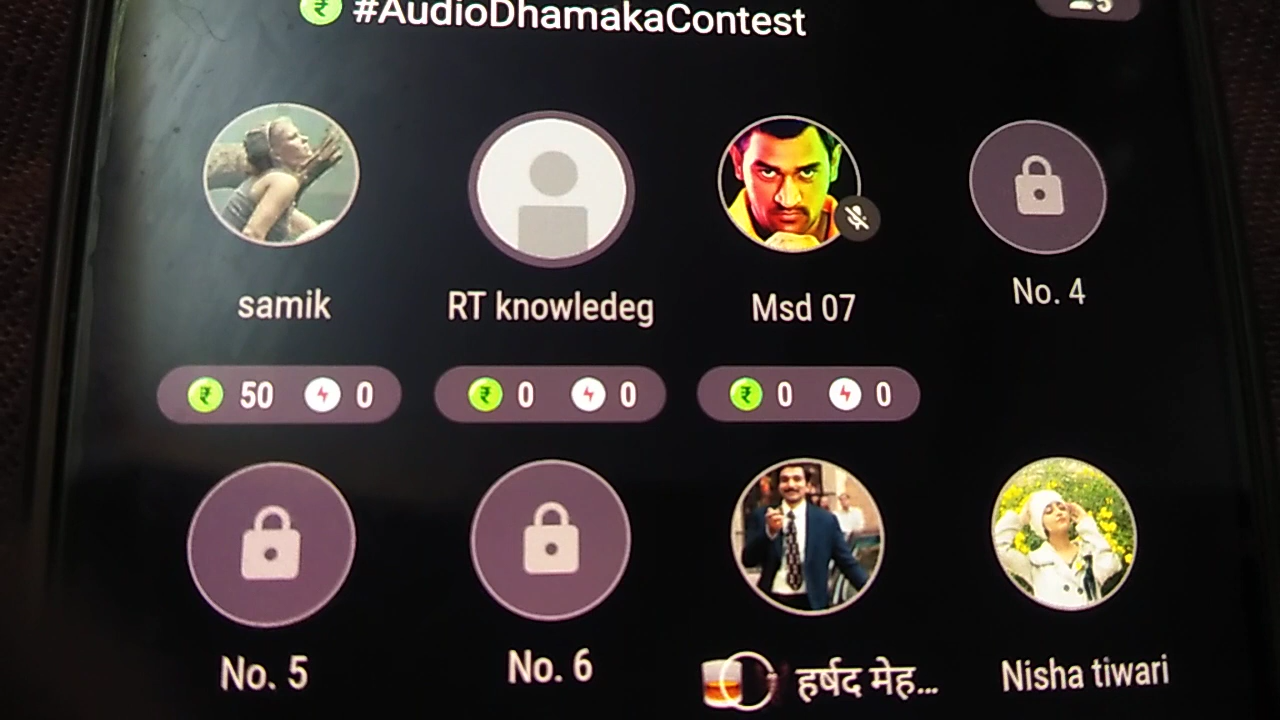 #AudioDhamakaContest
samik
RT knowledeg
Msd 07
No. 4
₹ 50 0
₹ 0 0
₹ 0 0
No. 5
No. 6
हर्षद मेह...
Nisha tiwari